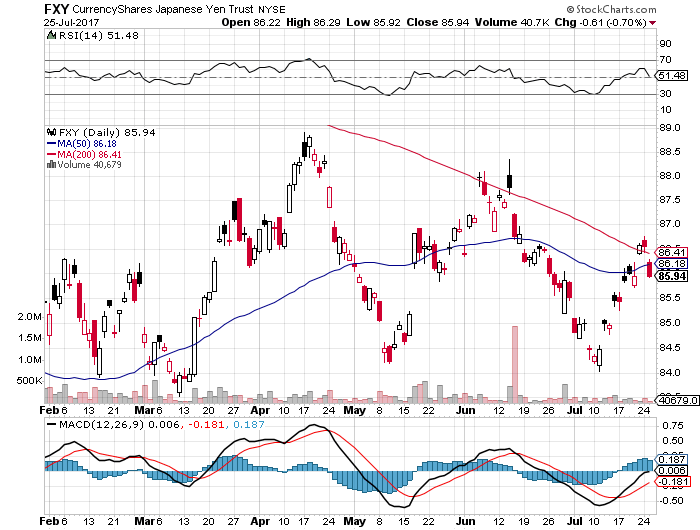 FXY CurrencyShares Japanese Yen Trust NYSE © StockCharts.com
25-Jul-2017 Open 86.22 High 86.29 Low 85.92 Close 85.94 Volume 40.7K Chg -0.61 (-0.70%)
RSI(14) 51.48
90
70
51.48
30
10
FXY (Daily) 85.94
MA(50) 86.18
MA(200) 86.41
Volume 40,679
89.0
88.5
88.0
87.5
87.0
86.5
86.41
86.18
85.94
85.5
2.0M 85.0
1.5M 84.5
1.0M 84.0
500K
40679.0
Feb 6 13 21 27 Mar 6 13 20 27 Apr 10 17 24 May 8 15 22 Jun 12 19 26 Jul 10 17 24
MACD(12,26,9) 0.006, -0.181, 0.187
0.75
0.50
0.25
0.187
0.006
-0.181
-0.50
Feb 6 13 21 27 Mar 6 13 20 27 Apr 10 17 24 May 8 15 22 Jun 12 19 26 Jul 10 17 24